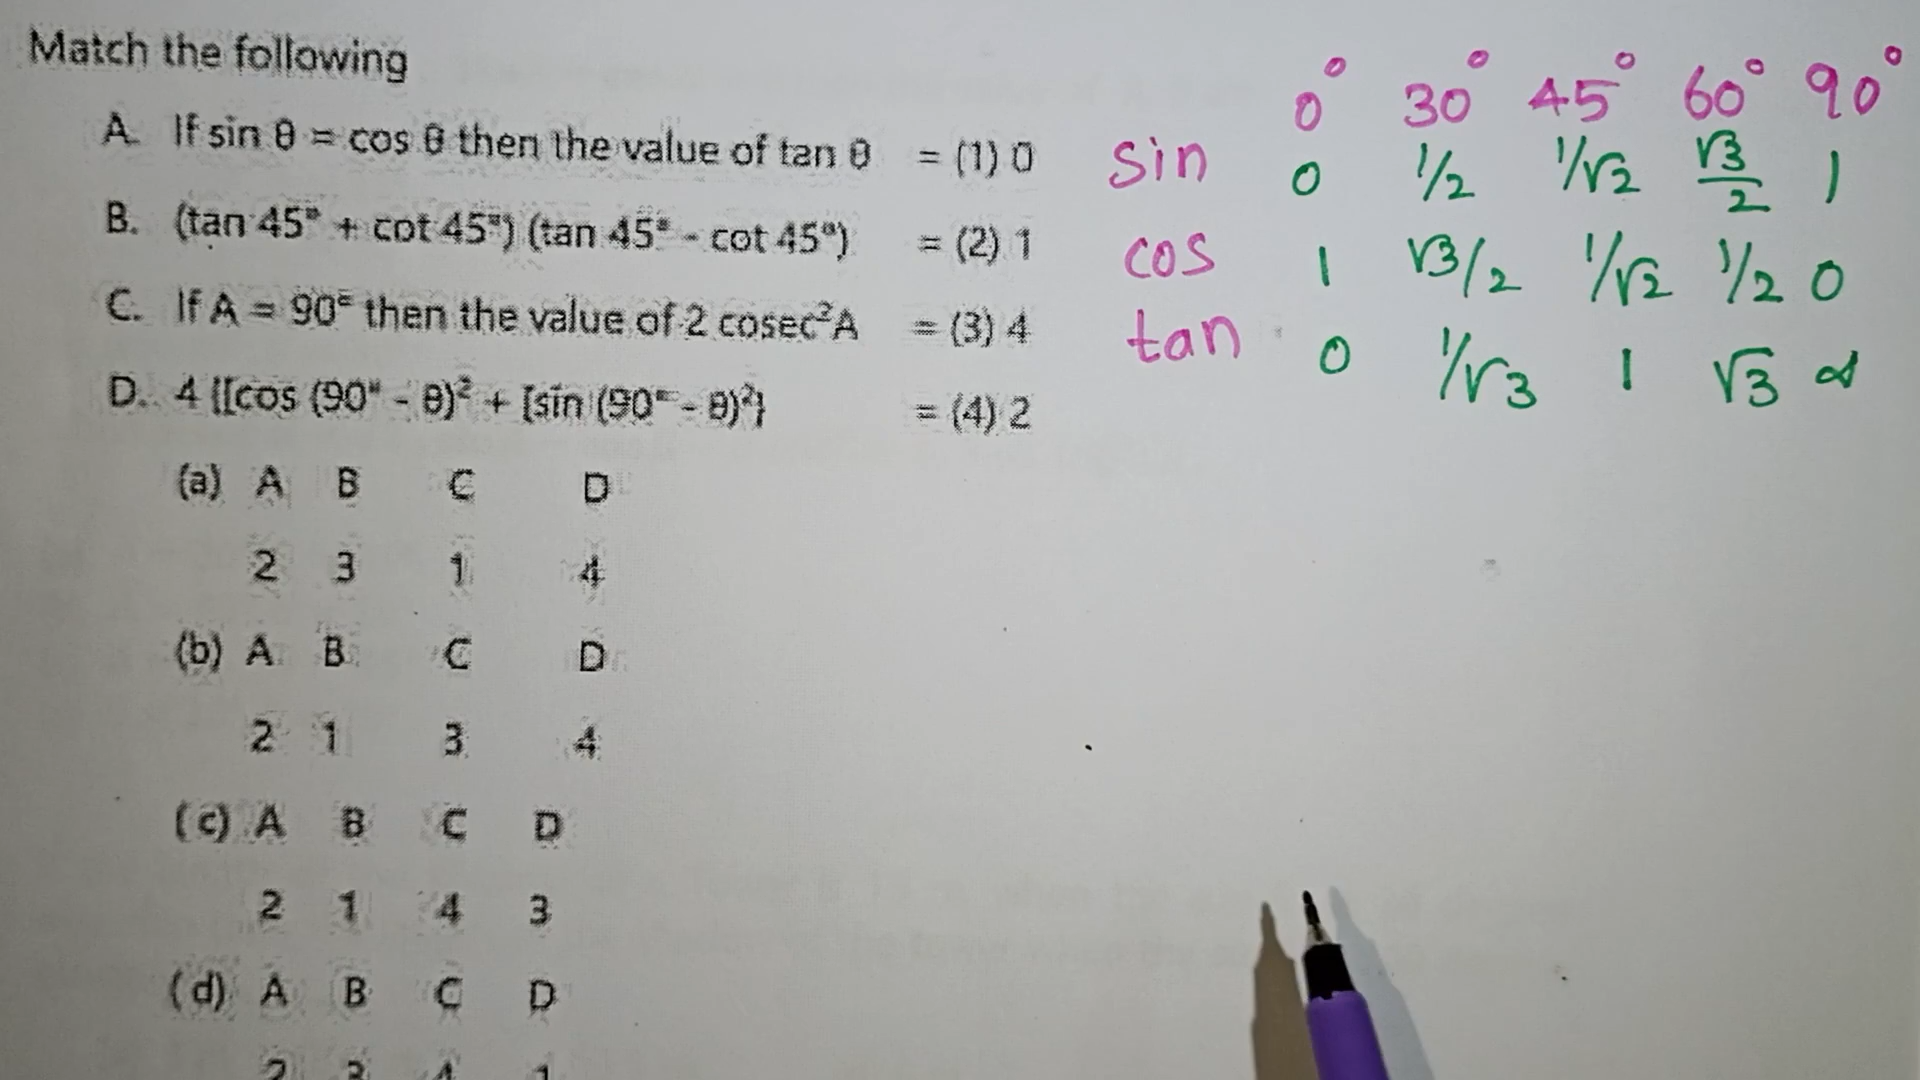 Match the following
A. If sin θ = cos θ then the value of tan θ = (1) 0
B. (tan 45° + cot 45°) (tan 45° - cot 45°) = (2) 1
C. If A = 90° then the value of 2 cosec²A = (3) 4
D. 4 {[cos (90° - θ)² + [sin (90° - θ)²} = (4) 2
(a) A B C D
2 3 1 4
(b) A B C D
2 1 3 4
(c) A B C D
2 1 4 3
(d) A B C D
2 3 4 1
0° 30° 45° 60° 90°
sin 0 1/2 1/√2 √3/2 1
cos 1 √3/2 1/√2 1/2 0
tan 0 1/√3 1 √3 ∝